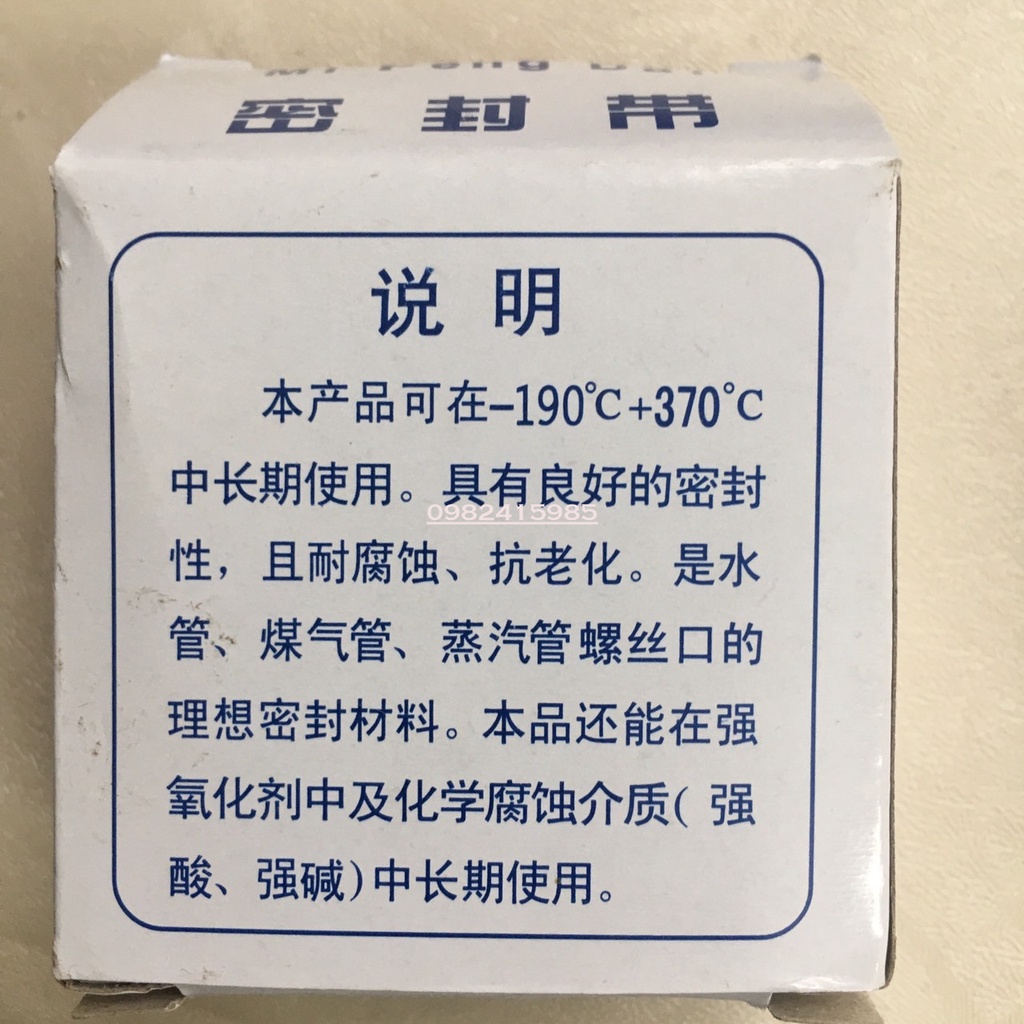 Mi Feng Dai
密封带
说明
本产品可在-190℃+370℃
中长期使用。具有良好的密封
0982415985
性，且耐腐蚀、抗老化。是水
管、煤气管、蒸汽管螺丝口的
理想密封材料。本品还能在强
氧化剂中及化学腐蚀介质(强
酸、强碱)中长期使用。